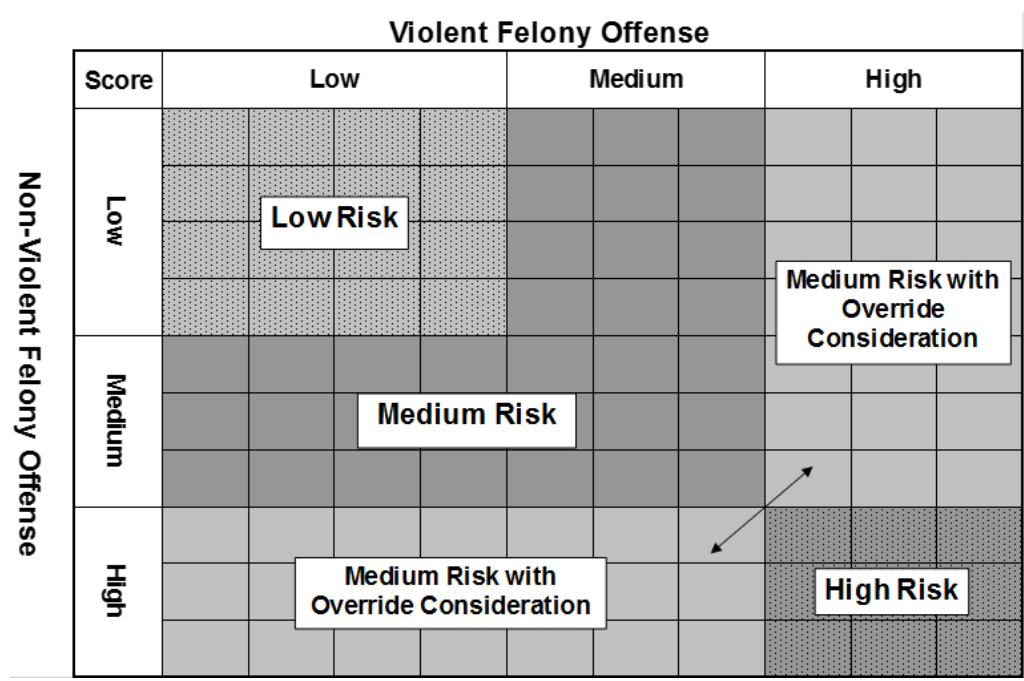 Violent Felony Offense
Score
Low
Medium
High
Non-Violent Felony Offense
Low
Low Risk
Medium Risk with
Override
Consideration
Medium
Medium Risk
High
Medium Risk with
Override Consideration
High Risk